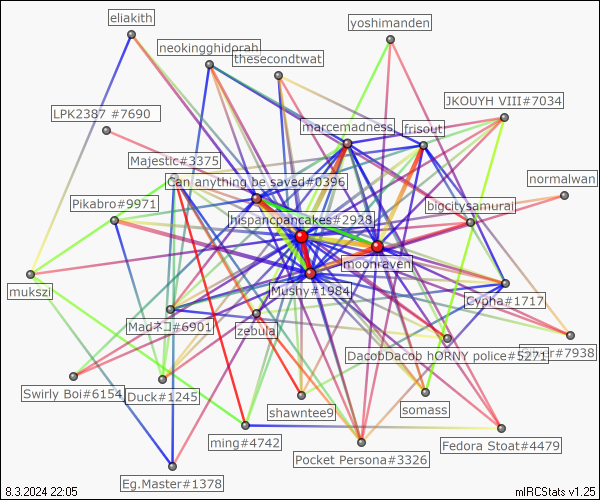 eliakith
yoshimanden
neokingghidorah
thesecondtwat
JKOUYH VIII#7034
LPK2387 #7690
marcemadness
frisout
Majestic#3375
Can anything be saved#0396
normalwan
Pikabro#9971
bigcitysamurai
hispancpancakes#2928
moonraven
mukszi
Mushy#1984
Cypha#1717
Madネコ#6901
zebula
DacobDacob hORNY police#5271
#7938
Swirly Boi#6154
Duck#1245
shawntee9
somass
ming#4742
Fedora Stoat#4479
Pocket Persona#3326
Eg.Master#1378
8.3.2024 22:05
mIRCStats v1.25